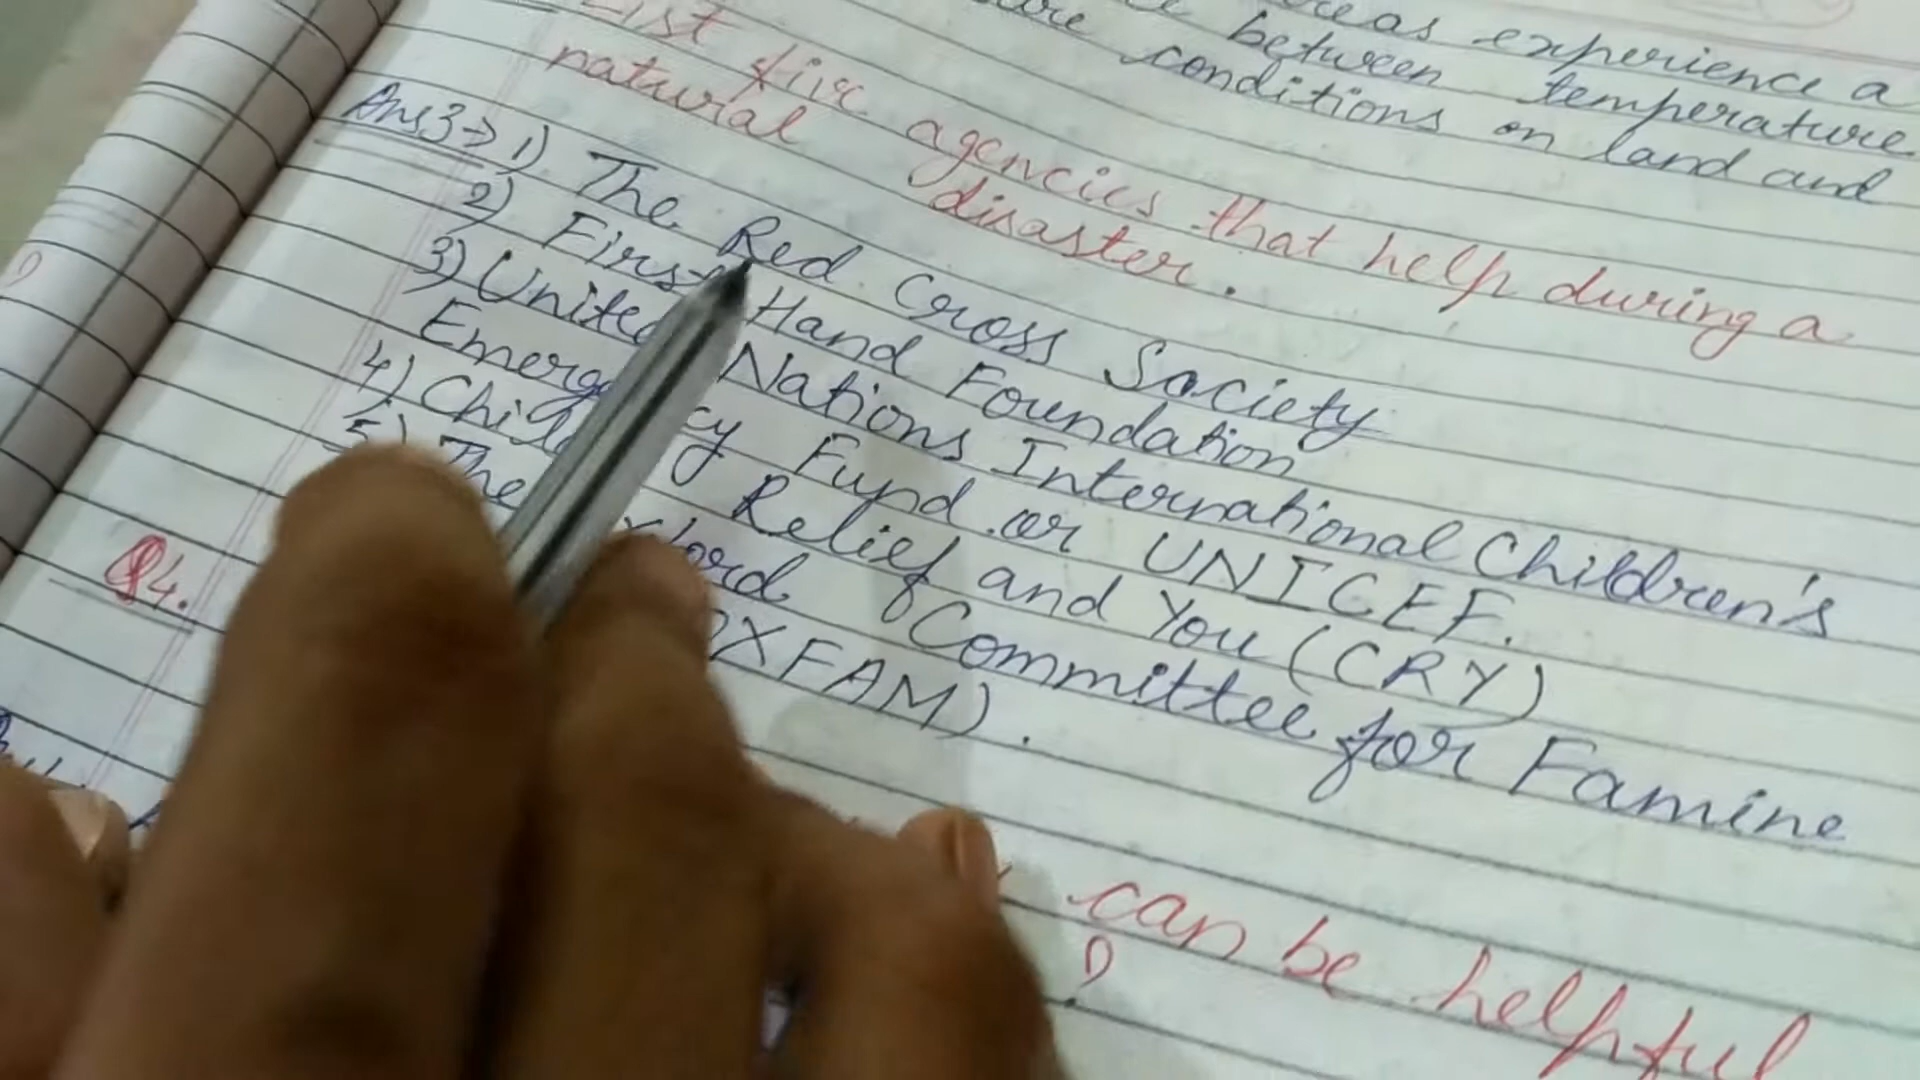 areas experience a
between temperature
conditions on land and
List five agencies that help during a
natural disaster.
Ans3→ 1) The Red Cross Society
2) First Hand Foundation
3) United Nations International Children's
Emergency Fund or UNICEF.
4) Child Relief and You (CRY)
5) The Committee for Famine
OXFAM).
Q4.
can be helpful
?